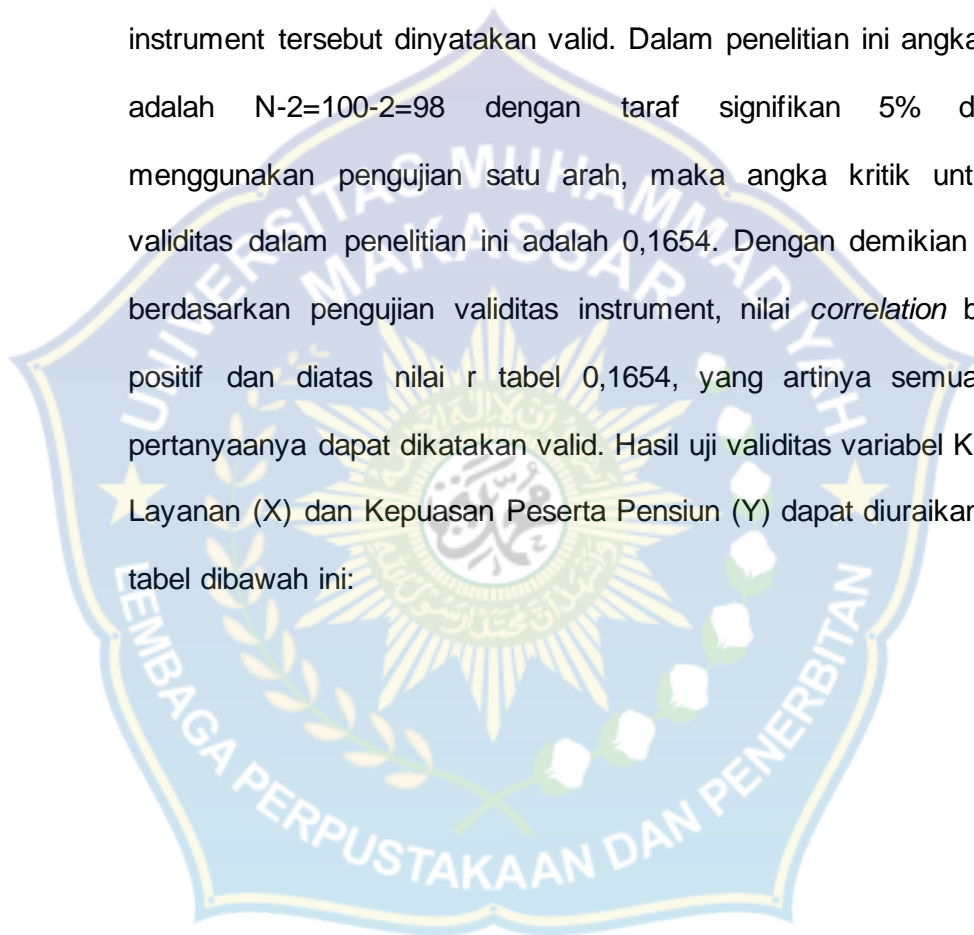 instrument tersebut dinyatakan valid. Dalam penelitian ini angka
adalah N-2=100-2=98 dengan taraf signifikan 5% d
menggunakan pengujian satu arah, maka angka kritik unt
validitas dalam penelitian ini adalah 0,1654. Dengan demikian
berdasarkan pengujian validitas instrument, nilai correlation b
positif dan diatas nilai r tabel 0,1654, yang artinya semua
pertanyaanya dapat dikatakan valid. Hasil uji validitas variabel K
Layanan (X) dan Kepuasan Peserta Pensiun (Y) dapat diuraikan
tabel dibawah ini:
UNIVERSITAS MUHAMMADIYAH
MAKASSAR
LEMBAGA PERPUSTAKAAN DAN PENERBITAN